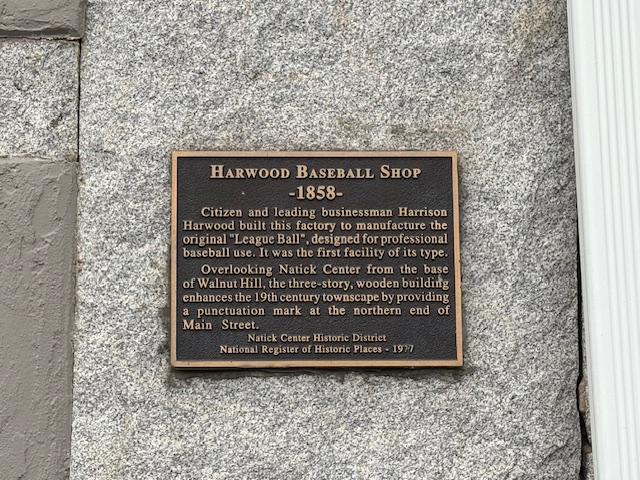 HARWOOD BASEBALL SHOP
-1858-
Citizen and leading businessman Harrison
Harwood built this factory to manufacture the
original "League Ball", designed for professional
baseball use. It was the first facility of its type.
Overlooking Natick Center from the base
of Walnut Hill, the three-story, wooden building
enhances the 19th century townscape by providing
a punctuation mark at the northern end of
Main Street.
Natick Center Historic District
National Register of Historic Places - 1977